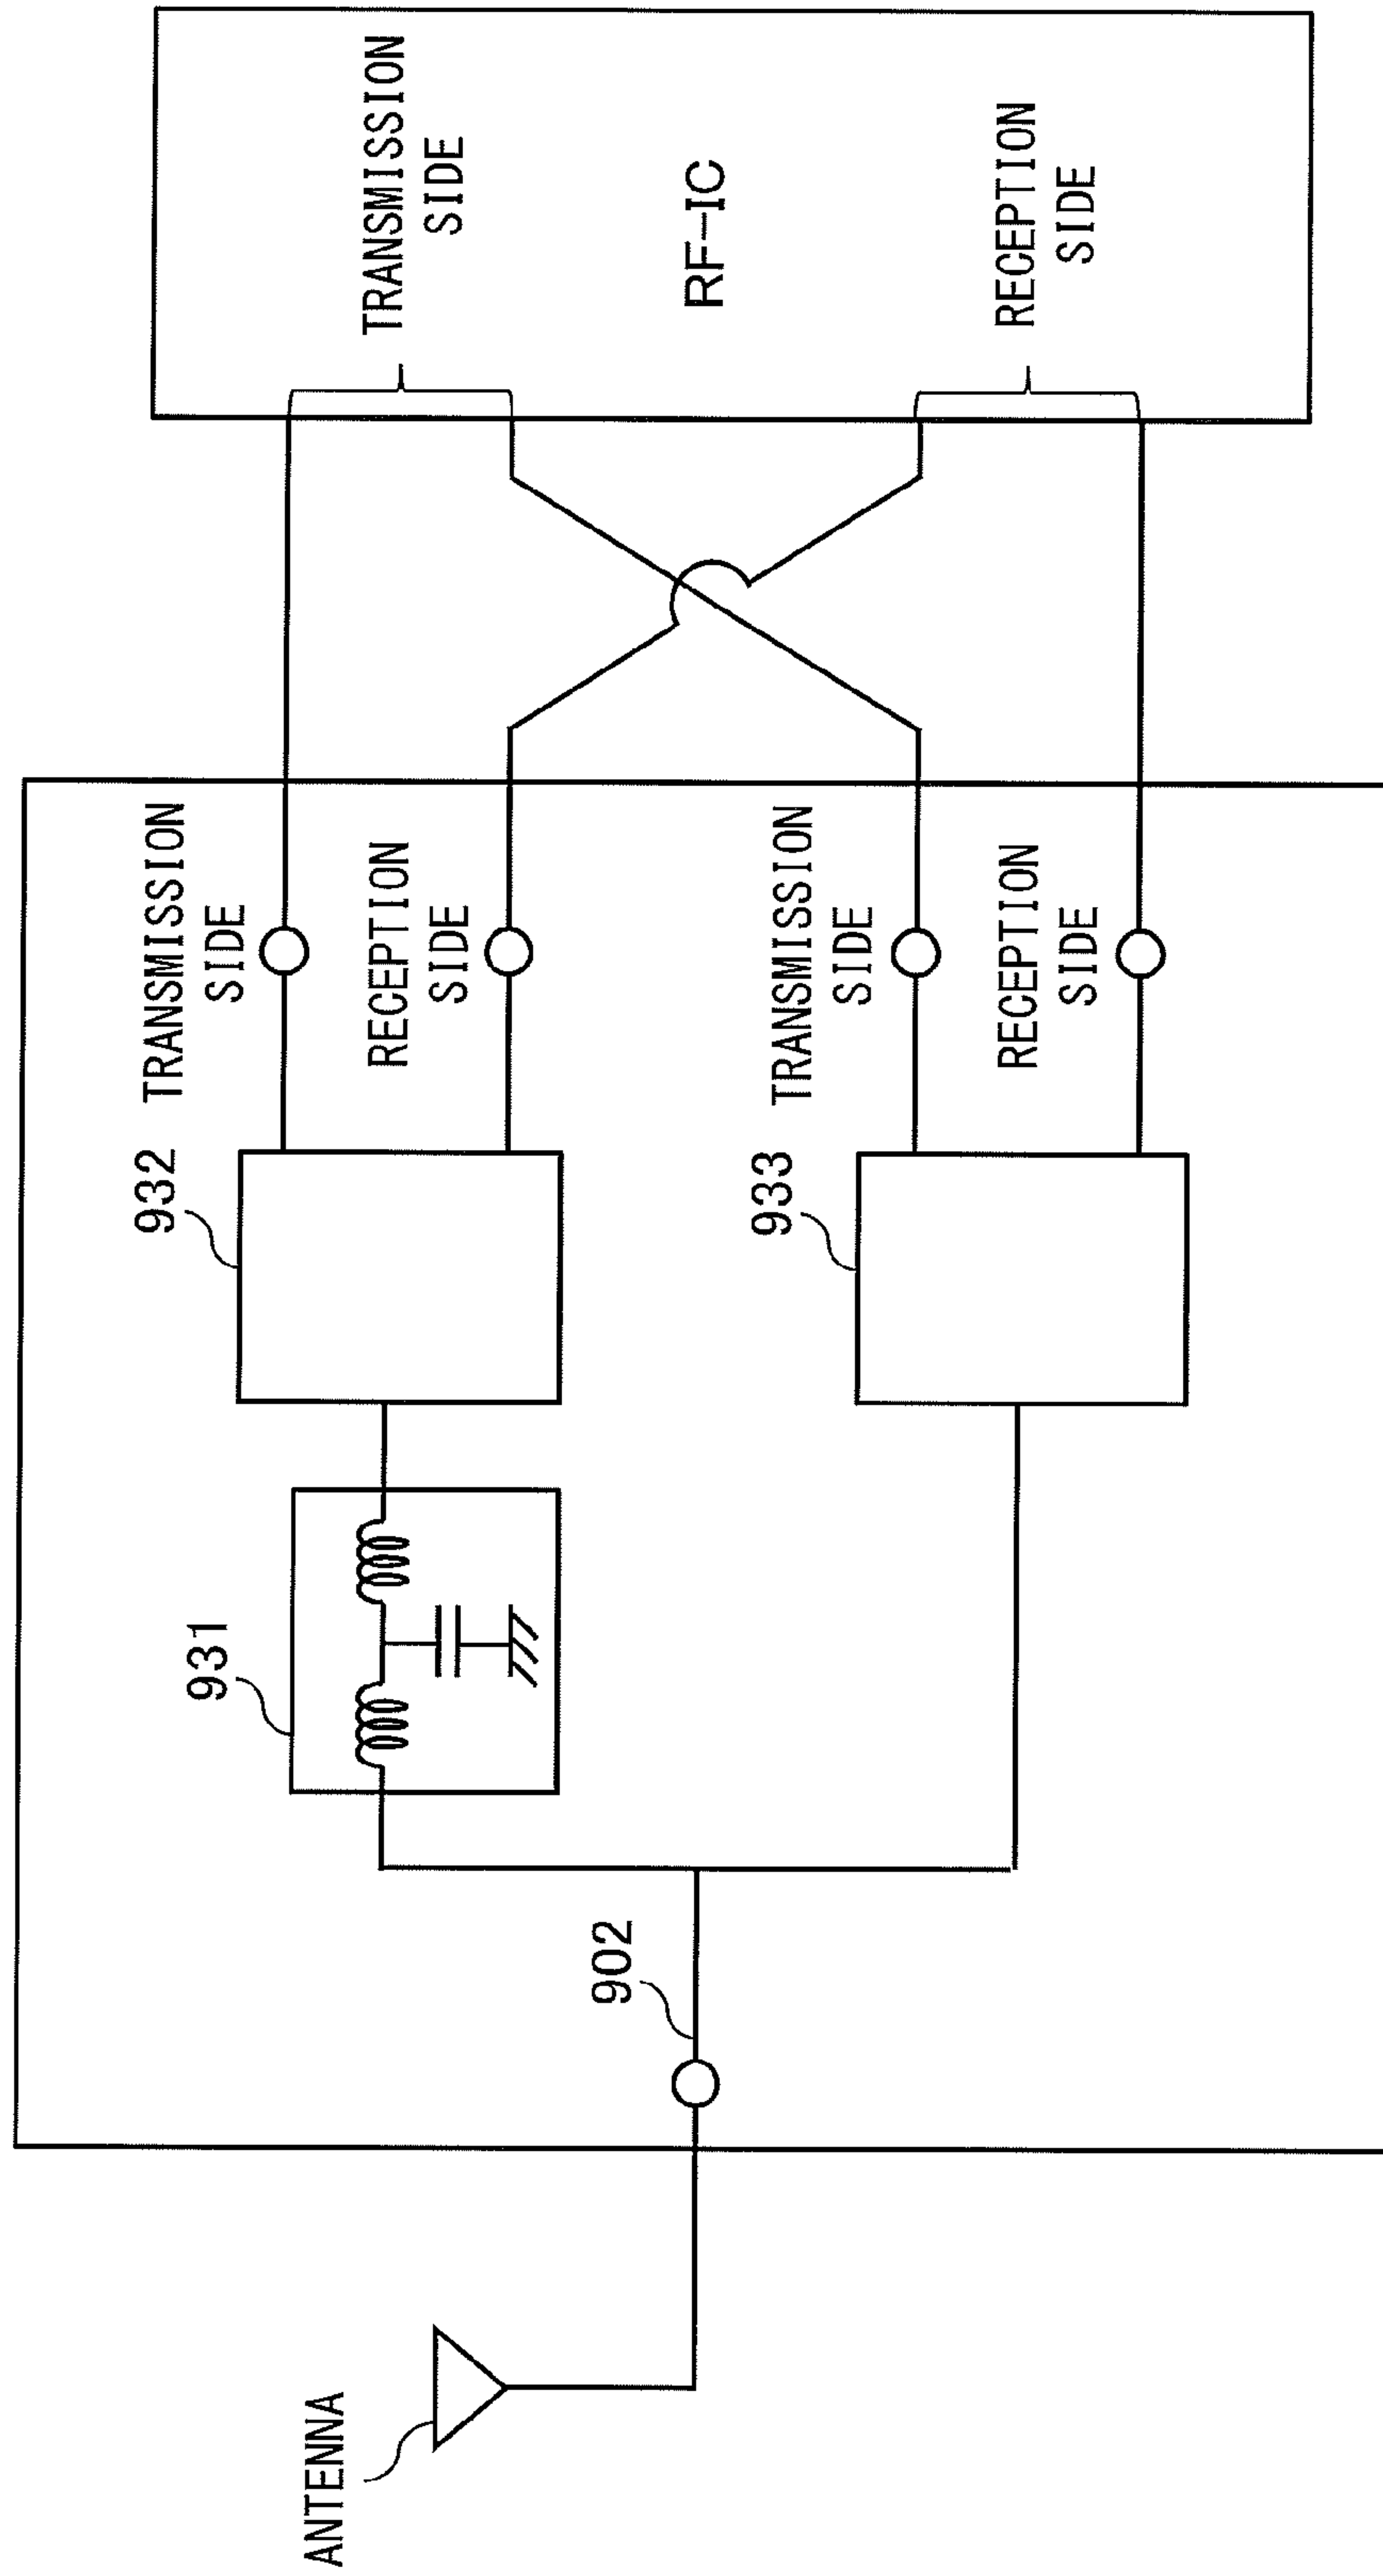 ANTENNA
902
931
932
TRANSMISSION
SIDE
RECEPTION
SIDE
933
TRANSMISSION
SIDE
RECEPTION
SIDE
TRANSMISSION
SIDE
RF-IC
RECEPTION
SIDE